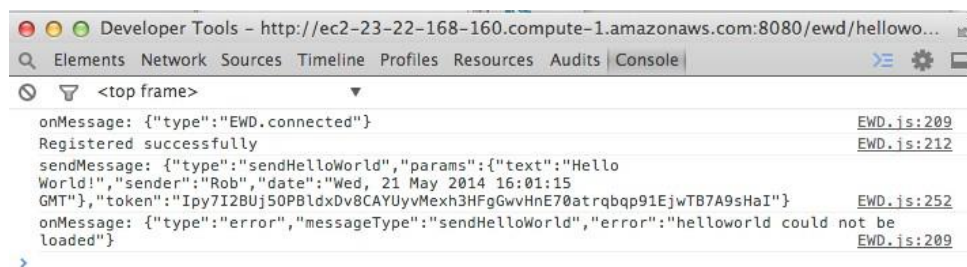 Developer Tools - http://ec2-23-22-168-160.compute-1.amazonaws.com:8080/ewd/hellowo...
Elements Network Sources Timeline Profiles Resources Audits Console
<top frame>
onMessage: {"type":"EWD.connected"} EWD.js:209
Registered successfully EWD.js:212
sendMessage: {"type":"sendHelloWorld","params":{"text":"Hello
World!","sender":"Rob","date":"Wed, 21 May 2014 16:01:15
GMT"},"token":"Ipy7I2BUj5OPBldxDv8CAYUyvMexh3HFgGwvHnE70atrqbqp91EjwTB7A9sHaI"} EWD.js:252
onMessage: {"type":"error","messageType":"sendHelloWorld","error":"helloworld could not be
loaded"} EWD.js:209